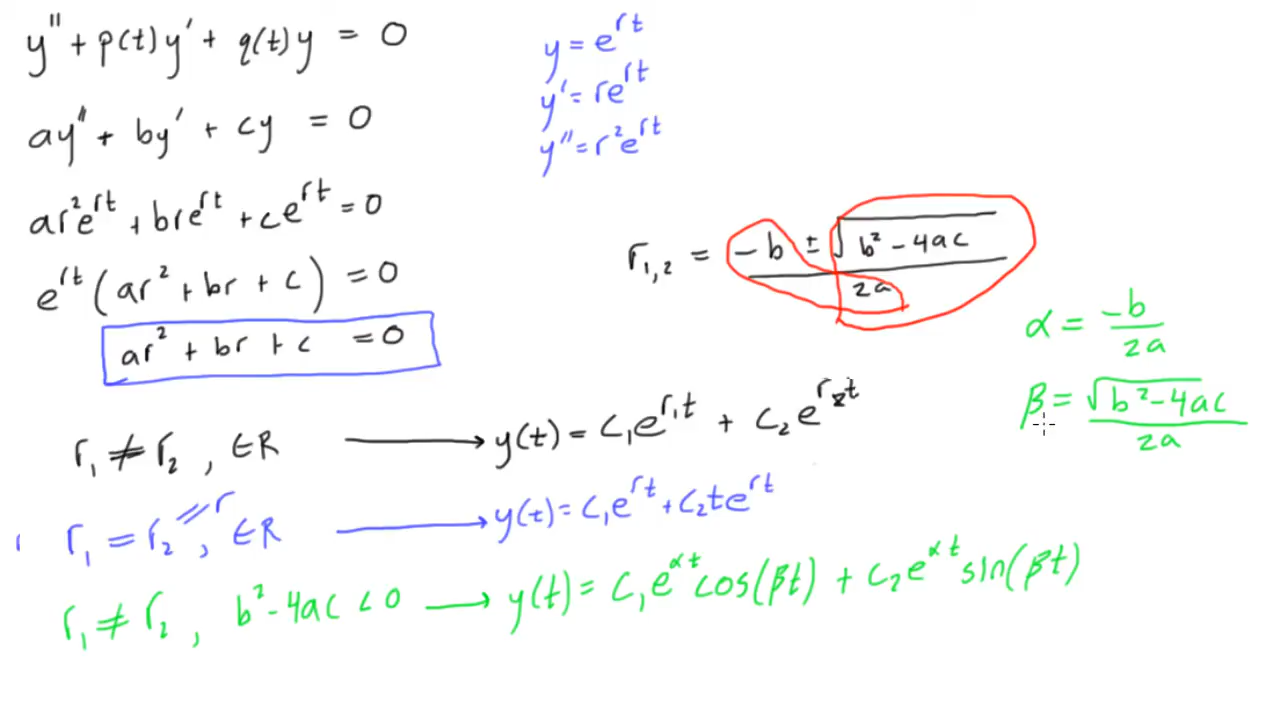 y'' + p(t)y' + q(t)y = 0
ay'' + by' + cy = 0
ar²e^{rt} + bre^{rt} + ce^{rt} = 0
e^{rt}(ar² + br + c) = 0
ar² + br + c = 0
y = e^{rt}
y' = re^{rt}
y'' = r²e^{rt}
r_{1,2} = (-b ± √(b² - 4ac)) / 2a
α = -b / 2a
β = √(b² - 4ac) / 2a
r₁ ≠ r₂, ∈R → y(t) = c₁e^{r₁t} + c₂e^{r₂t}
r₁ = r₂ = r, ∈R → y(t) = c₁e^{rt} + c₂te^{rt}
r₁ ≠ r₂, b² - 4ac < 0 → y(t) = c₁e^{αt}cos(βt) + c₂e^{αt}sin(βt)